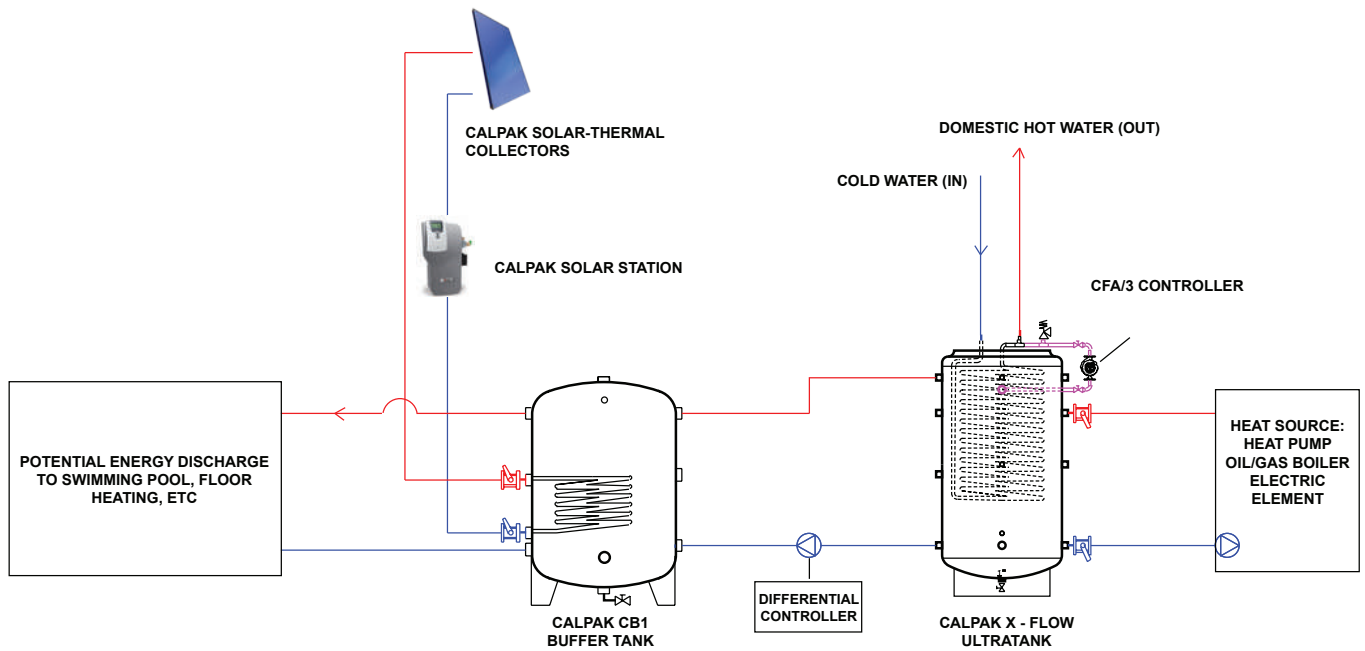 CALPAK SOLAR-THERMAL
COLLECTORS
DOMESTIC HOT WATER (OUT)
COLD WATER (IN)
CALPAK SOLAR STATION
CFA/3 CONTROLLER
POTENTIAL ENERGY DISCHARGE
TO SWIMMING POOL, FLOOR
HEATING, ETC
HEAT SOURCE:
HEAT PUMP
OIL/GAS BOILER
ELECTRIC
ELEMENT
DIFFERENTIAL
CONTROLLER
CALPAK CB1
BUFFER TANK
CALPAK X - FLOW
ULTRATANK